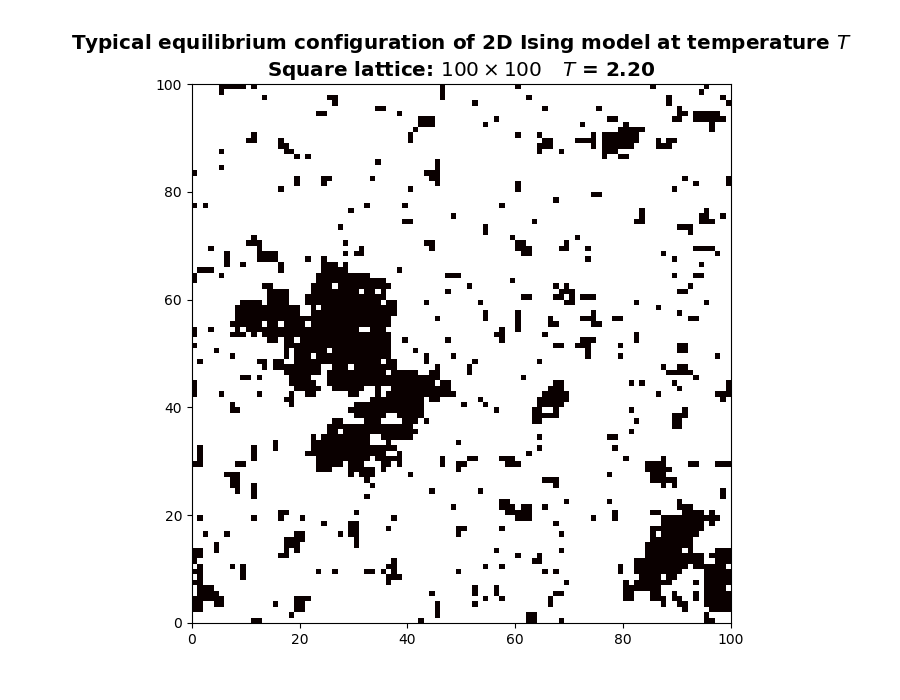 Typical equilibrium configuration of 2D Ising model at temperature T
Square lattice: 100 × 100 T = 2.20
100
80
60
40
20
0
0 20 40 60 80 100